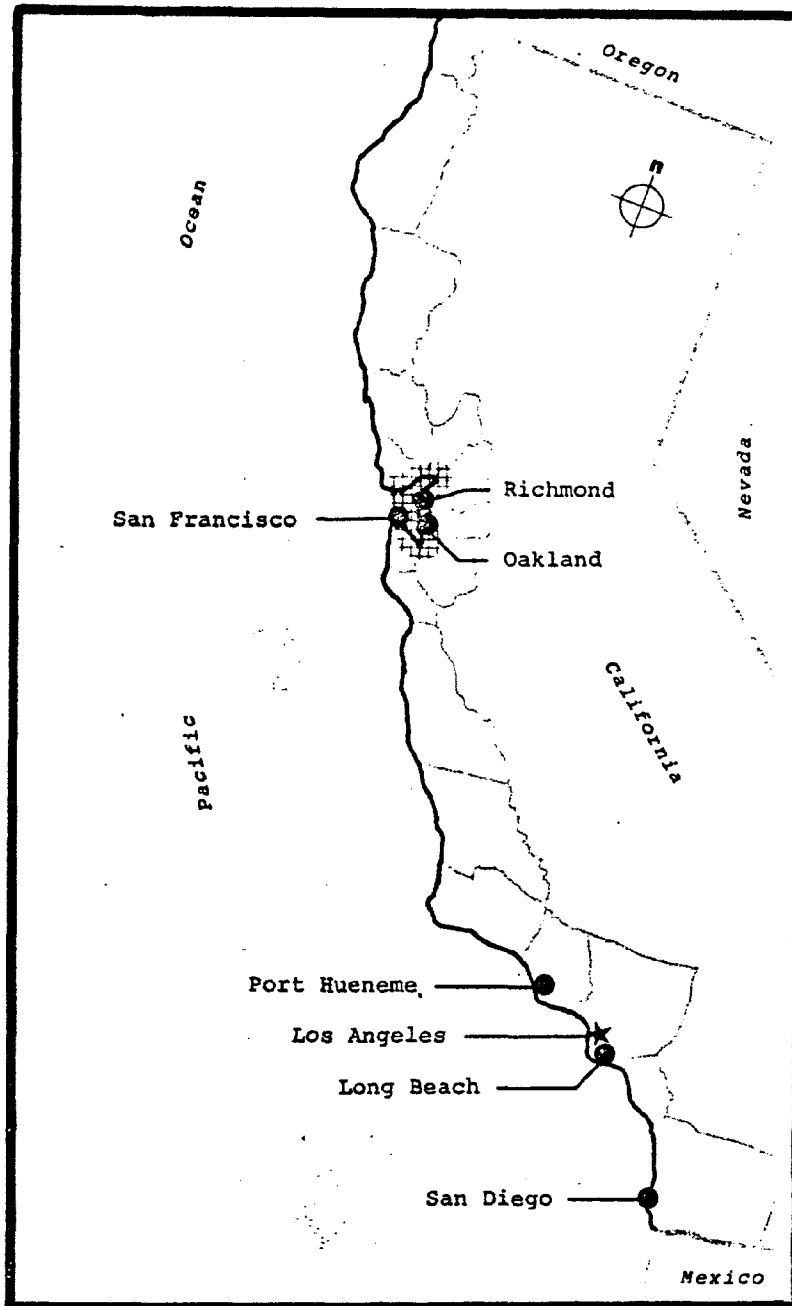 Oregon
n
Ocean
Nevada
Richmond
San Francisco
Oakland
California
Pacific
Port Hueneme
Los Angeles
Long Beach
San Diego
Mexico